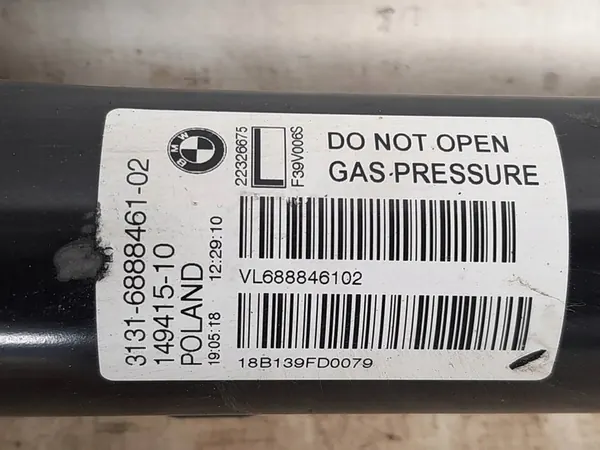 BMW
22326675
F39V006S
DO NOT OPEN
GAS-PRESSURE
3131-6888461-02
149415-10
POLAND
19:05:18 12:29:10
VL688846102
18B139FD0079